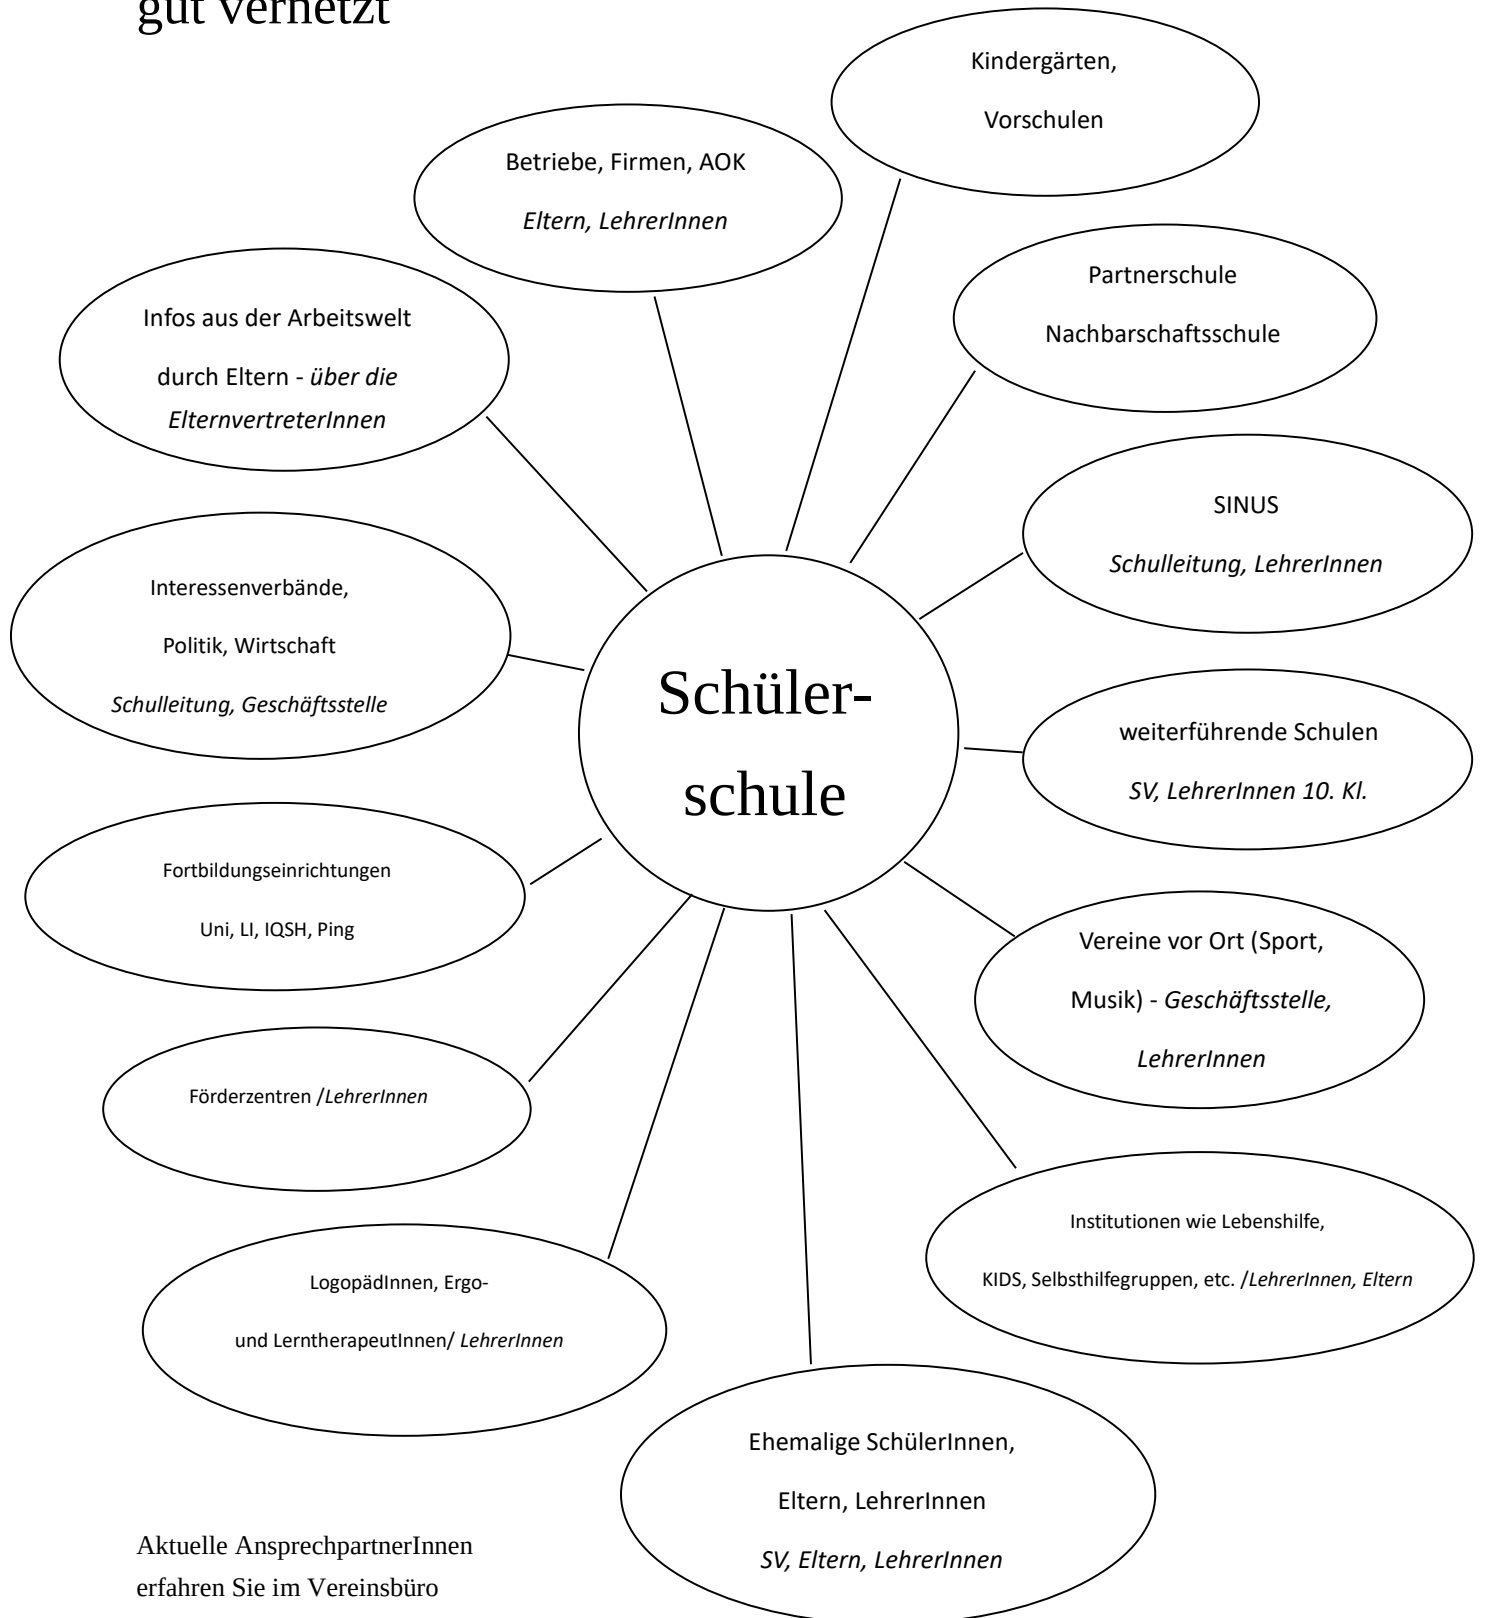 gut vernetzt
Kindergärten,
Vorschulen
Betriebe, Firmen, AOK
Eltern, LehrerInnen
Partnerschule
Nachbarschaftsschule
Infos aus der Arbeitswelt
durch Eltern - über die
ElternvertreterInnen
SINUS
Schulleitung, LehrerInnen
Interessenverbände,
Politik, Wirtschaft
Schulleitung, Geschäftsstelle
Schüler-
schule
weiterführende Schulen
SV, LehrerInnen 10. Kl.
Fortbildungseinrichtungen
Uni, LI, IQSH, Ping
Vereine vor Ort (Sport,
Musik) - Geschäftsstelle,
LehrerInnen
Förderzentren /LehrerInnen
Institutionen wie Lebenshilfe,
KIDS, Selbsthilfegruppen, etc. /LehrerInnen, Eltern
LogopädInnen, Ergo-
und LerntherapeutInnen/ LehrerInnen
Ehemalige SchülerInnen,
Eltern, LehrerInnen
SV, Eltern, LehrerInnen
Aktuelle AnsprechpartnerInnen
erfahren Sie im Vereinsbüro